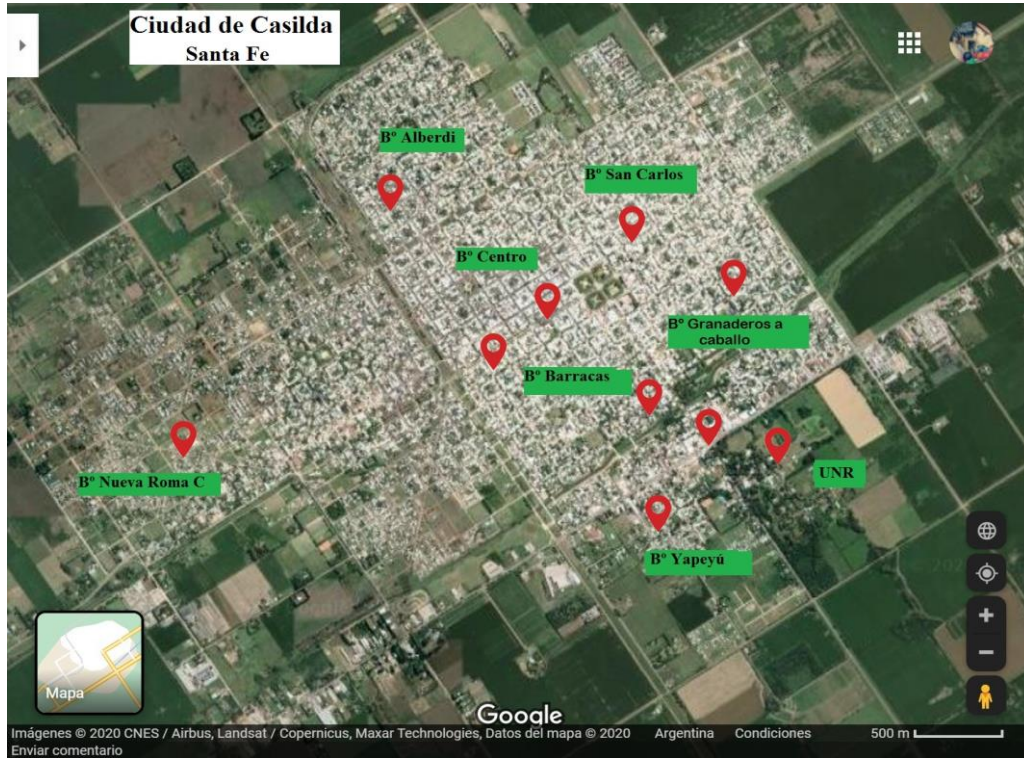 Ciudad de Casilda
Santa Fe
Bº Alberdi
Bº San Carlos
Bº Centro
Bº Granaderos a
caballo
Bº Barracas
Bº Nueva Roma C
UNR
Bº Yapeyú
Mapa
Google
Imágenes © 2020 CNES / Airbus, Landsat / Copernicus, Maxar Technologies, Datos del mapa © 2020 Argentina Condiciones 500 m
Enviar comentario